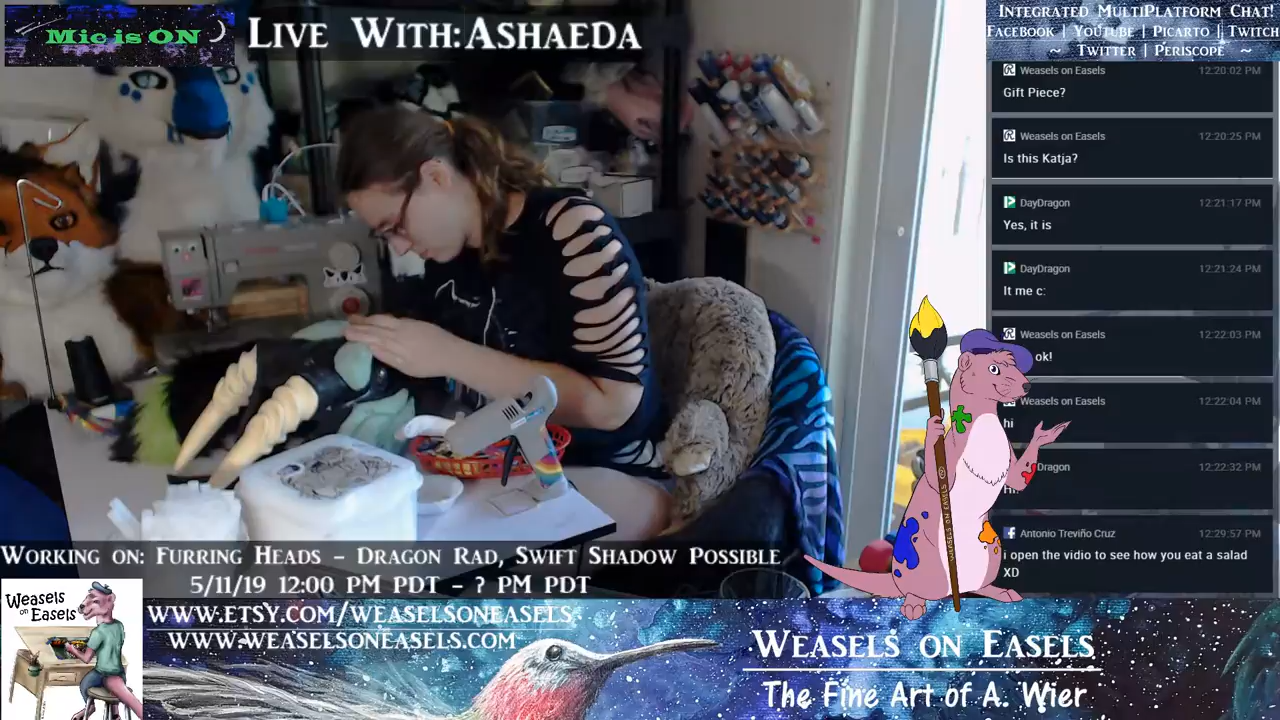 Mic is ON
Live With: Ashaeda
Integrated MultiPlatform Chat!
Facebook | Youtube | Picarto | Twitch
~ Twitter | Periscope ~
Weasels on Easels 12:20:02 PM
Gift Piece?
Weasels on Easels 12:20:25 PM
Is this Katja?
DayDragon 12:21:17 PM
Yes, it is
DayDragon 12:21:24 PM
It me c:
Weasels on Easels 12:22:03 PM
ok!
Weasels on Easels 12:22:04 PM
hi
Dragon 12:22:32 PM
Hi!
Antonio Treviño Cruz 12:29:57 PM
i open the vidio to see how you eat a salad
XD
WEASELS ON EASELS
Working on: Furring Heads - Dragon Rad, Swift Shadow Possible
5/11/19 12:00 PM PDT - ? PM PDT
Weasels
on Easels
www.etsy.com/weaselsoneasels
www.weaselsoneasels.com
Weasels on Easels
The Fine Art of A. Wier